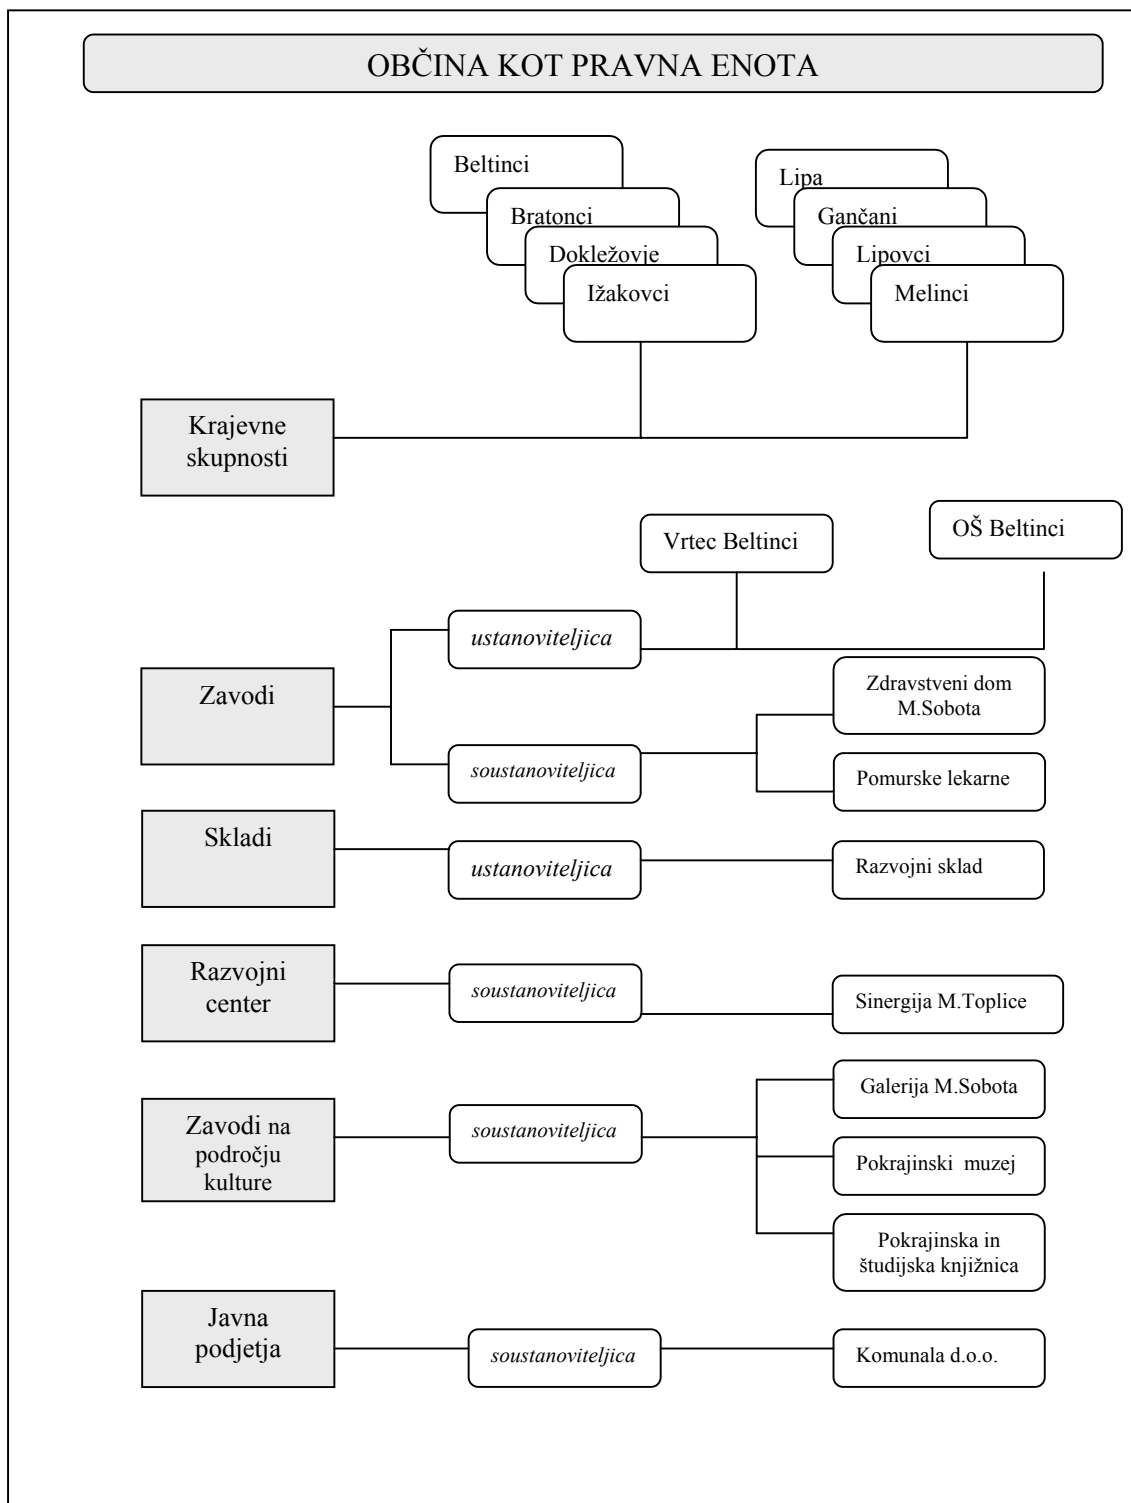 OBČINA KOT PRAVNA ENOTA
Beltinci
Bratonci
Dokležovje
Ižakovci
Lipa
Gančani
Lipovci
Melinci
Krajevne
skupnosti
Vrtec Beltinci
OŠ Beltinci
ustanoviteljica
Zavodi
Zdravstveni dom
M.Sobota
soustanoviteljica
Pomurske lekarne
Skladi
ustanoviteljica
Razvojni sklad
Razvojni
center
soustanoviteljica
Sinergija M.Toplice
Galerija M.Sobota
Zavodi na
področju
kulture
soustanoviteljica
Pokrajinski muzej
Pokrajinska in
študijska knjižnica
Javna
podjetja
soustanoviteljica
Komunala d.o.o.